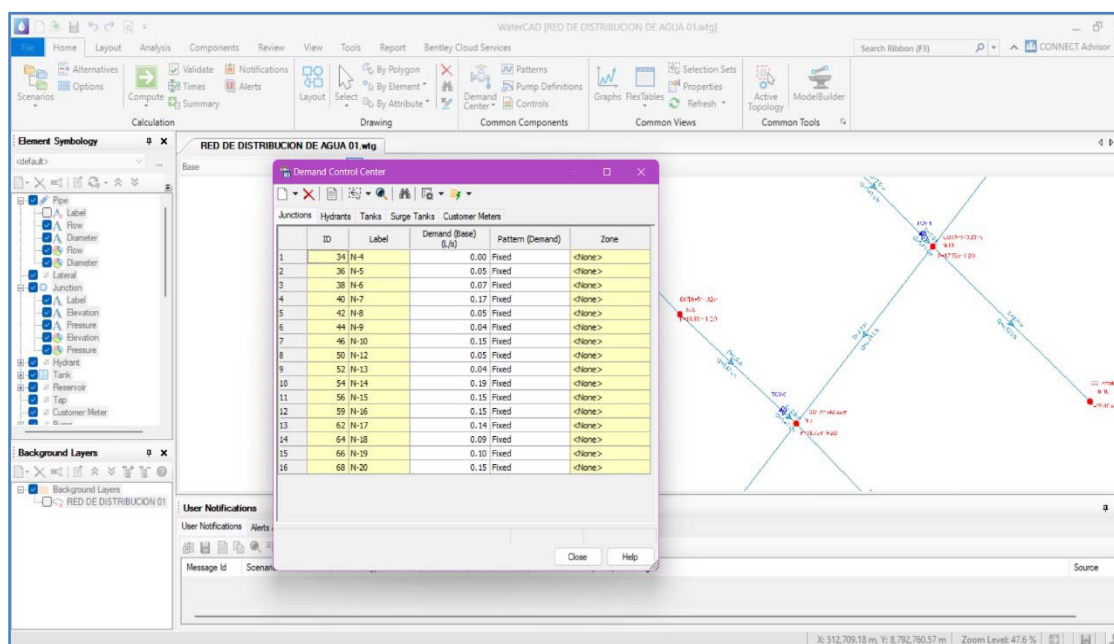 WaterCAD [RED DE DISTRIBUCION DE AGUA 01.wtg]
File Home Layout Analysis Components Review View Tools Report Bentley Cloud Services Search Ribbon (F3) CONNECT Advisor
Scenarios Alternatives Options Compute Validate Times Summary Notifications Alerts
Layout Select By Polygon By Element By Attribute
Demand Center Patterns Pump Definitions Controls
Graphs FlexTables Selection Sets Properties Refresh
Active Topology ModelBuilder
Calculation Drawing Common Components Common Views Common Tools
Element Symbology
<default>
Pipe
Label
Flow
Diameter
Flow
Diameter
Lateral
Junction
Label
Elevation
Pressure
Elevation
Pressure
Hydrant
Tank
Reservoir
Tap
Customer Meter
Background Layers
Background Layers
RED DE DISTRIBUCION 01
RED DE DISTRIBUCION DE AGUA 01.wtg
Base
Demand Control Center
Junctions Hydrants Tanks Surge Tanks Customer Meters
ID Label Demand (Base) (L/s) Pattern (Demand) Zone
1 34 N-4 0.00 Fixed <None>
2 36 N-5 0.05 Fixed <None>
3 38 N-6 0.07 Fixed <None>
4 40 N-7 0.17 Fixed <None>
5 42 N-8 0.05 Fixed <None>
6 44 N-9 0.04 Fixed <None>
7 46 N-10 0.15 Fixed <None>
8 50 N-12 0.05 Fixed <None>
9 52 N-13 0.04 Fixed <None>
10 54 N-14 0.19 Fixed <None>
11 56 N-15 0.15 Fixed <None>
12 59 N-16 0.15 Fixed <None>
13 62 N-17 0.14 Fixed <None>
14 64 N-18 0.09 Fixed <None>
15 66 N-19 0.10 Fixed <None>
16 68 N-20 0.15 Fixed <None>
Close Help
User Notifications
User Notifications Alerts
Message Id Source
X: 512,709.18 m, Y: 8,792,760.57 m Zoom Level: 47.6 %